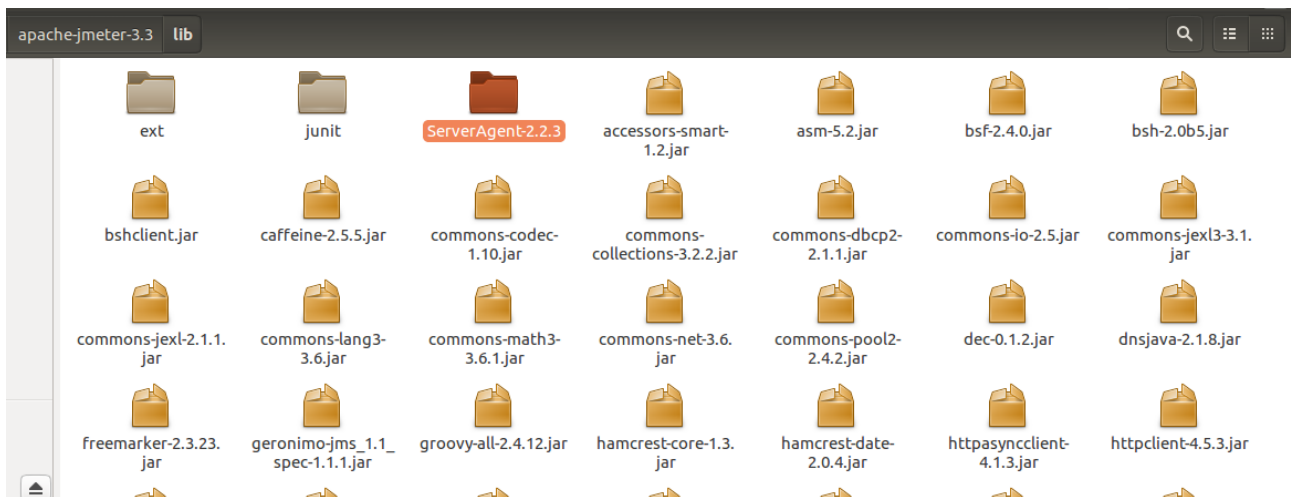 apache-jmeter-3.3 lib
ext
junit
ServerAgent-2.2.3
accessors-smart-
1.2.jar
asm-5.2.jar
bsf-2.4.0.jar
bsh-2.0b5.jar
bshclient.jar
caffeine-2.5.5.jar
commons-codec-
1.10.jar
commons-
collections-3.2.2.jar
commons-dbcp2-
2.1.1.jar
commons-io-2.5.jar
commons-jexl3-3.1.
jar
commons-jexl-2.1.1.
jar
commons-lang3-
3.6.jar
commons-math3-
3.6.1.jar
commons-net-3.6.
jar
commons-pool2-
2.4.2.jar
dec-0.1.2.jar
dnsjava-2.1.8.jar
freemarker-2.3.23.
jar
geronimo-jms_1.1_
spec-1.1.1.jar
groovy-all-2.4.12.jar
hamcrest-core-1.3.
jar
hamcrest-date-
2.0.4.jar
httpasyncclient-
4.1.3.jar
httpclient-4.5.3.jar